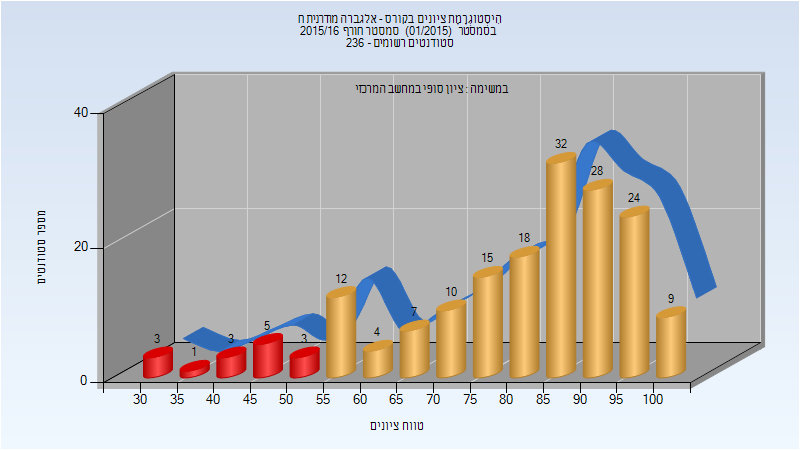 היסטוגרמת ציונים בקורס - אלגברה מודרנית ח
בסמסטר (01/2015) סמסטר חורף 2015/16
סטודנטים רשומים - 236
במשימה : ציון סופי במחשב המרכזי
מספר סטודנטים
40
20
0
3 1 3 5 3 12 4 7 10 15 18 32 28 24 9
30 35 40 45 50 55 60 65 70 75 80 85 90 95 100
טווח ציונים